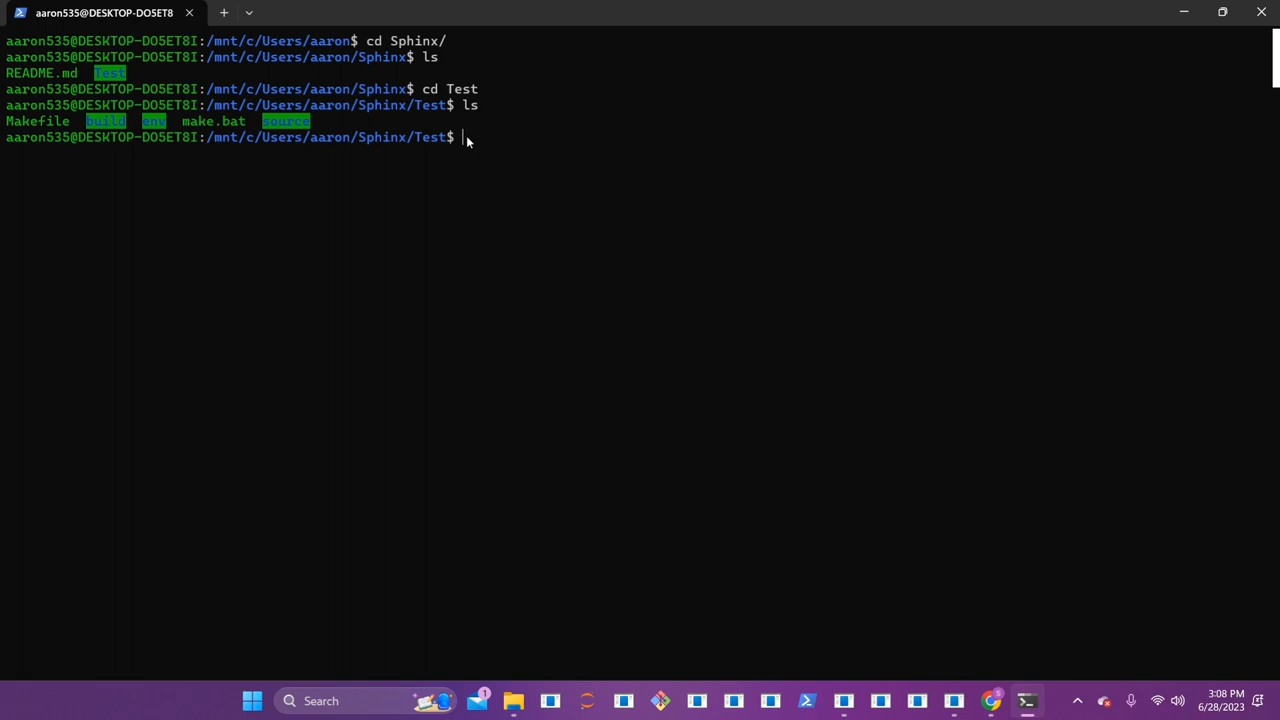 aaron535@DESKTOP-DO5ET8
aaron535@DESKTOP-DO5ET8I:/mnt/c/Users/aaron$ cd Sphinx/
aaron535@DESKTOP-DO5ET8I:/mnt/c/Users/aaron/Sphinx$ ls
README.md Test
aaron535@DESKTOP-DO5ET8I:/mnt/c/Users/aaron/Sphinx$ cd Test
aaron535@DESKTOP-DO5ET8I:/mnt/c/Users/aaron/Sphinx/Test$ ls
Makefile build env make.bat source
aaron535@DESKTOP-DO5ET8I:/mnt/c/Users/aaron/Sphinx/Test$
Search 1 S 3:08 PM
6/28/2023